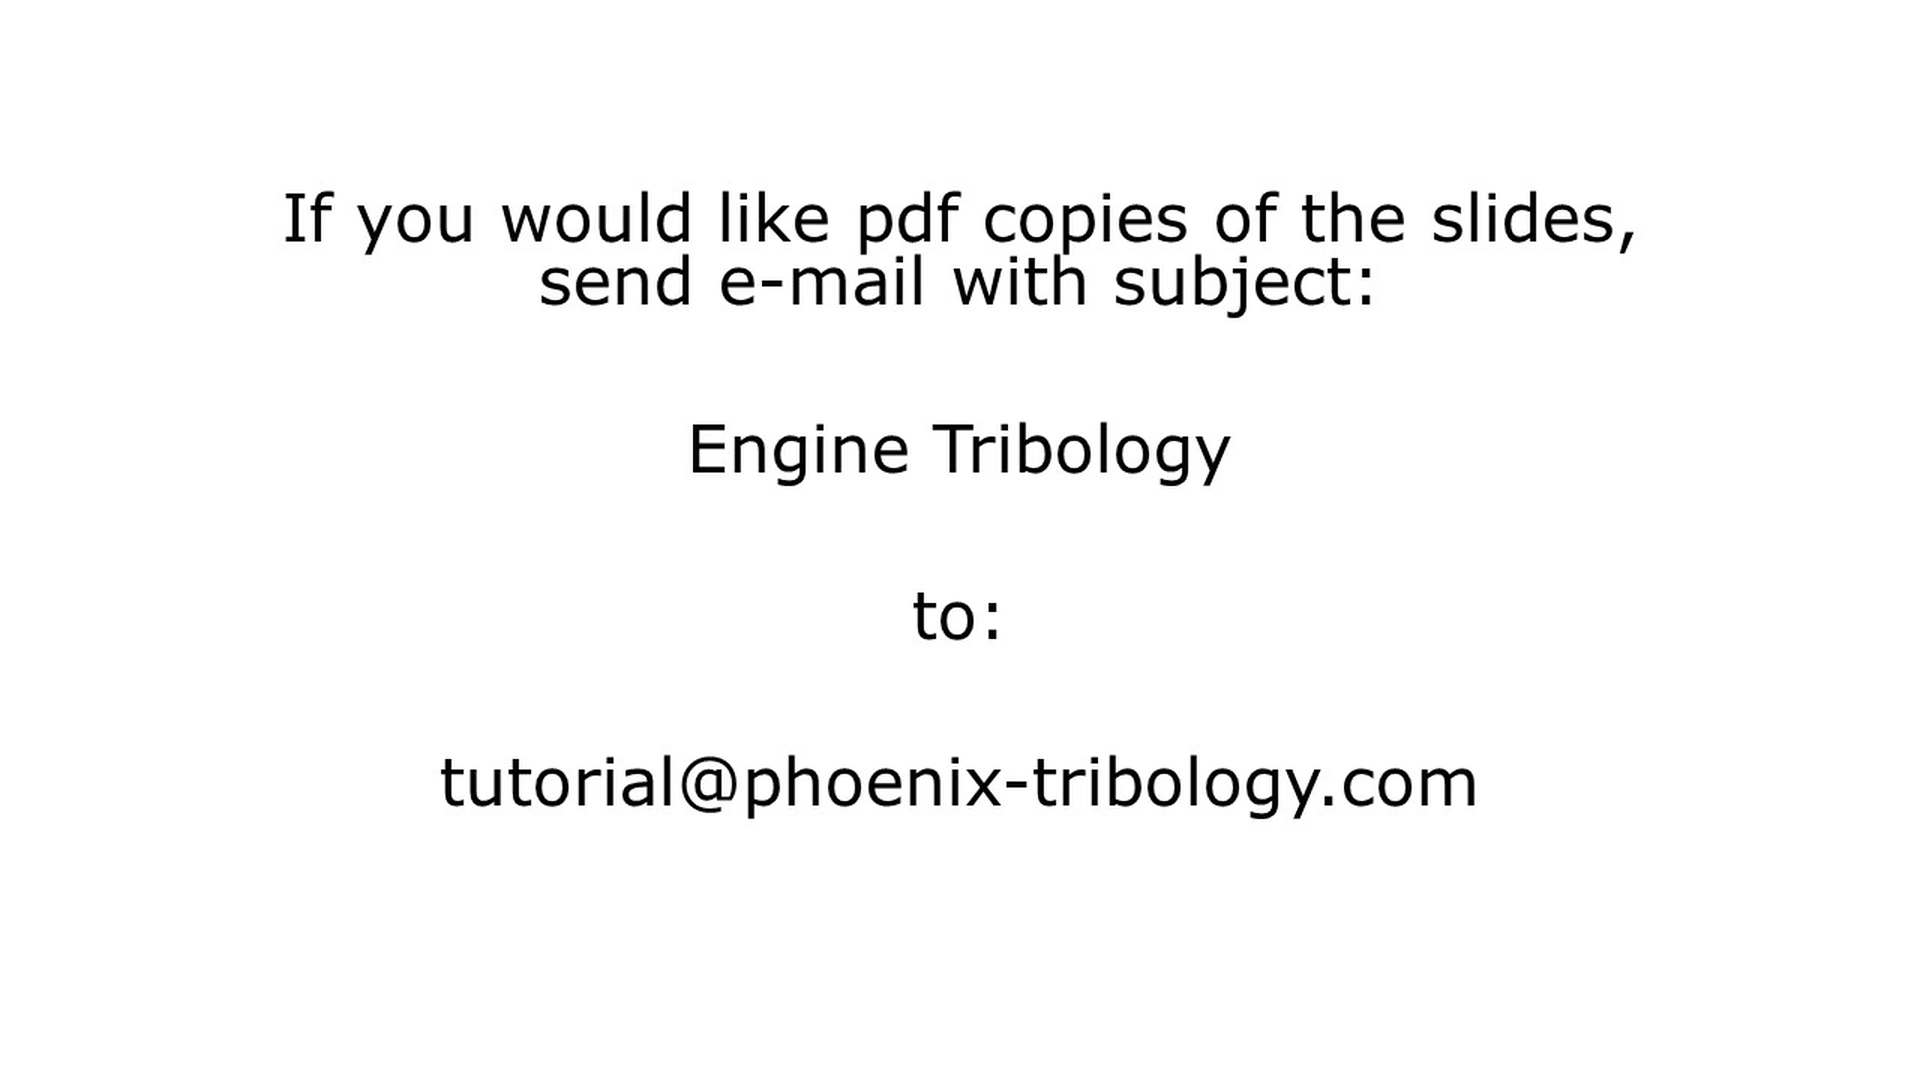 If you would like pdf copies of the slides,
send e-mail with subject:
Engine Tribology
to:
tutorial@phoenix-tribology.com